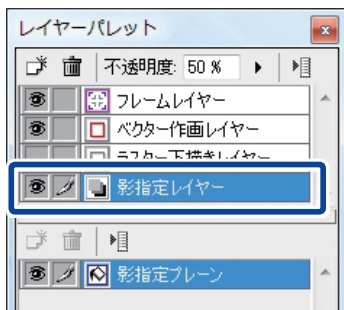 レイヤーパレット
不透明度: 50 %
フレームレイヤー
ベクター作画レイヤー
ラスター下描きレイヤー
影指定レイヤー
影指定プレーン